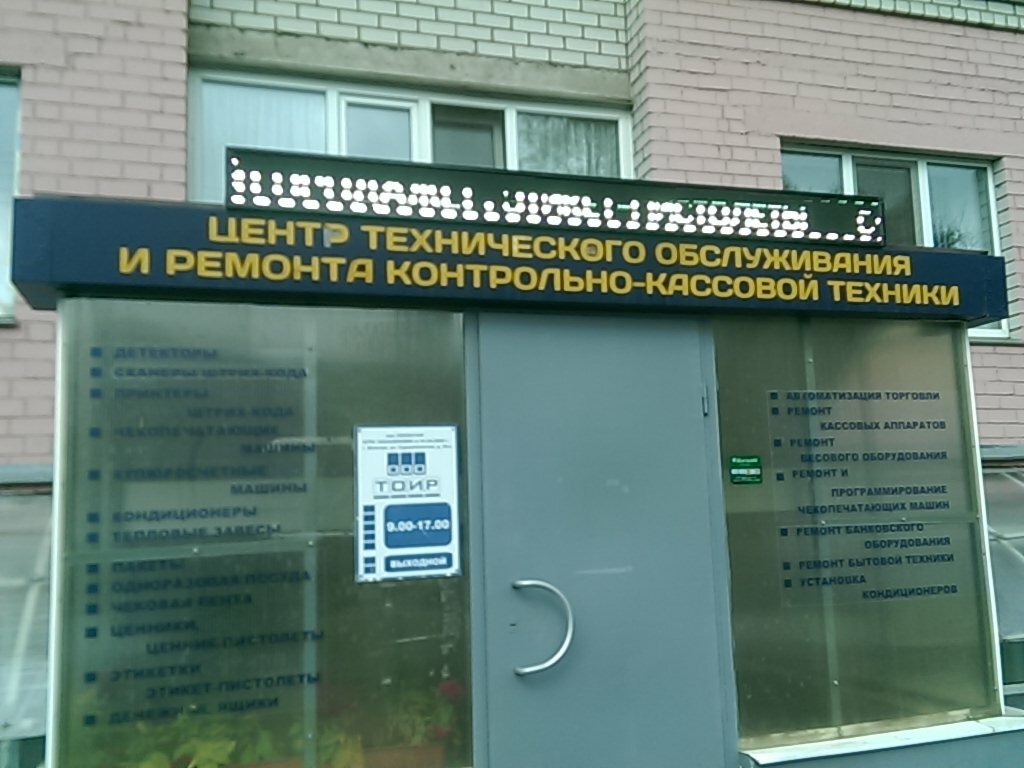 ЦЕНТР ТЕХНИЧЕСКОГО ОБСЛУЖИВАНИЯ
И РЕМОНТА КОНТРОЛЬНО-КАССОВОЙ ТЕХНИКИ
ДЕТЕКТОРЫ
СКАНЕРЫ ШТРИХ-КОДА
ПРИНТЕРЫ
ШТРИХ-КОДА
ЧЕКОПЕЧАТАЮЩИЕ
МАШИНЫ
КУПЮРОСЧЕТНЫЕ
МАШИНЫ
КОНДИЦИОНЕРЫ
ТЕПЛОВЫЕ ЗАВЕСЫ
ПАКЕТЫ
ОДНОРАЗОВАЯ ПОСУДА
ЧЕКОВАЯ ЛЕНТА
ЦЕННИКИ,
ЦЕННИК-ПИСТОЛЕТЫ
ЭТИКЕТКИ
ЭТИКЕТ-ПИСТОЛЕТЫ
ДЕНЕЖНЫЕ ЯЩИКИ
ТОИР
9.00-17.00
ВЫХОДНОЙ
АВТОМАТИЗАЦИЯ ТОРГОВЛИ
РЕМОНТ
КАССОВЫХ АППАРАТОВ
РЕМОНТ
ВЕСОВОГО ОБОРУДОВАНИЯ
РЕМОНТ И
ПРОГРАММИРОВАНИЕ
ЧЕКОПЕЧАТАЮЩИХ МАШИН
РЕМОНТ БАНКОВСКОГО
ОБОРУДОВАНИЯ
РЕМОНТ БЫТОВОЙ ТЕХНИКИ
УСТАНОВКА
КОНДИЦИОНЕРОВ